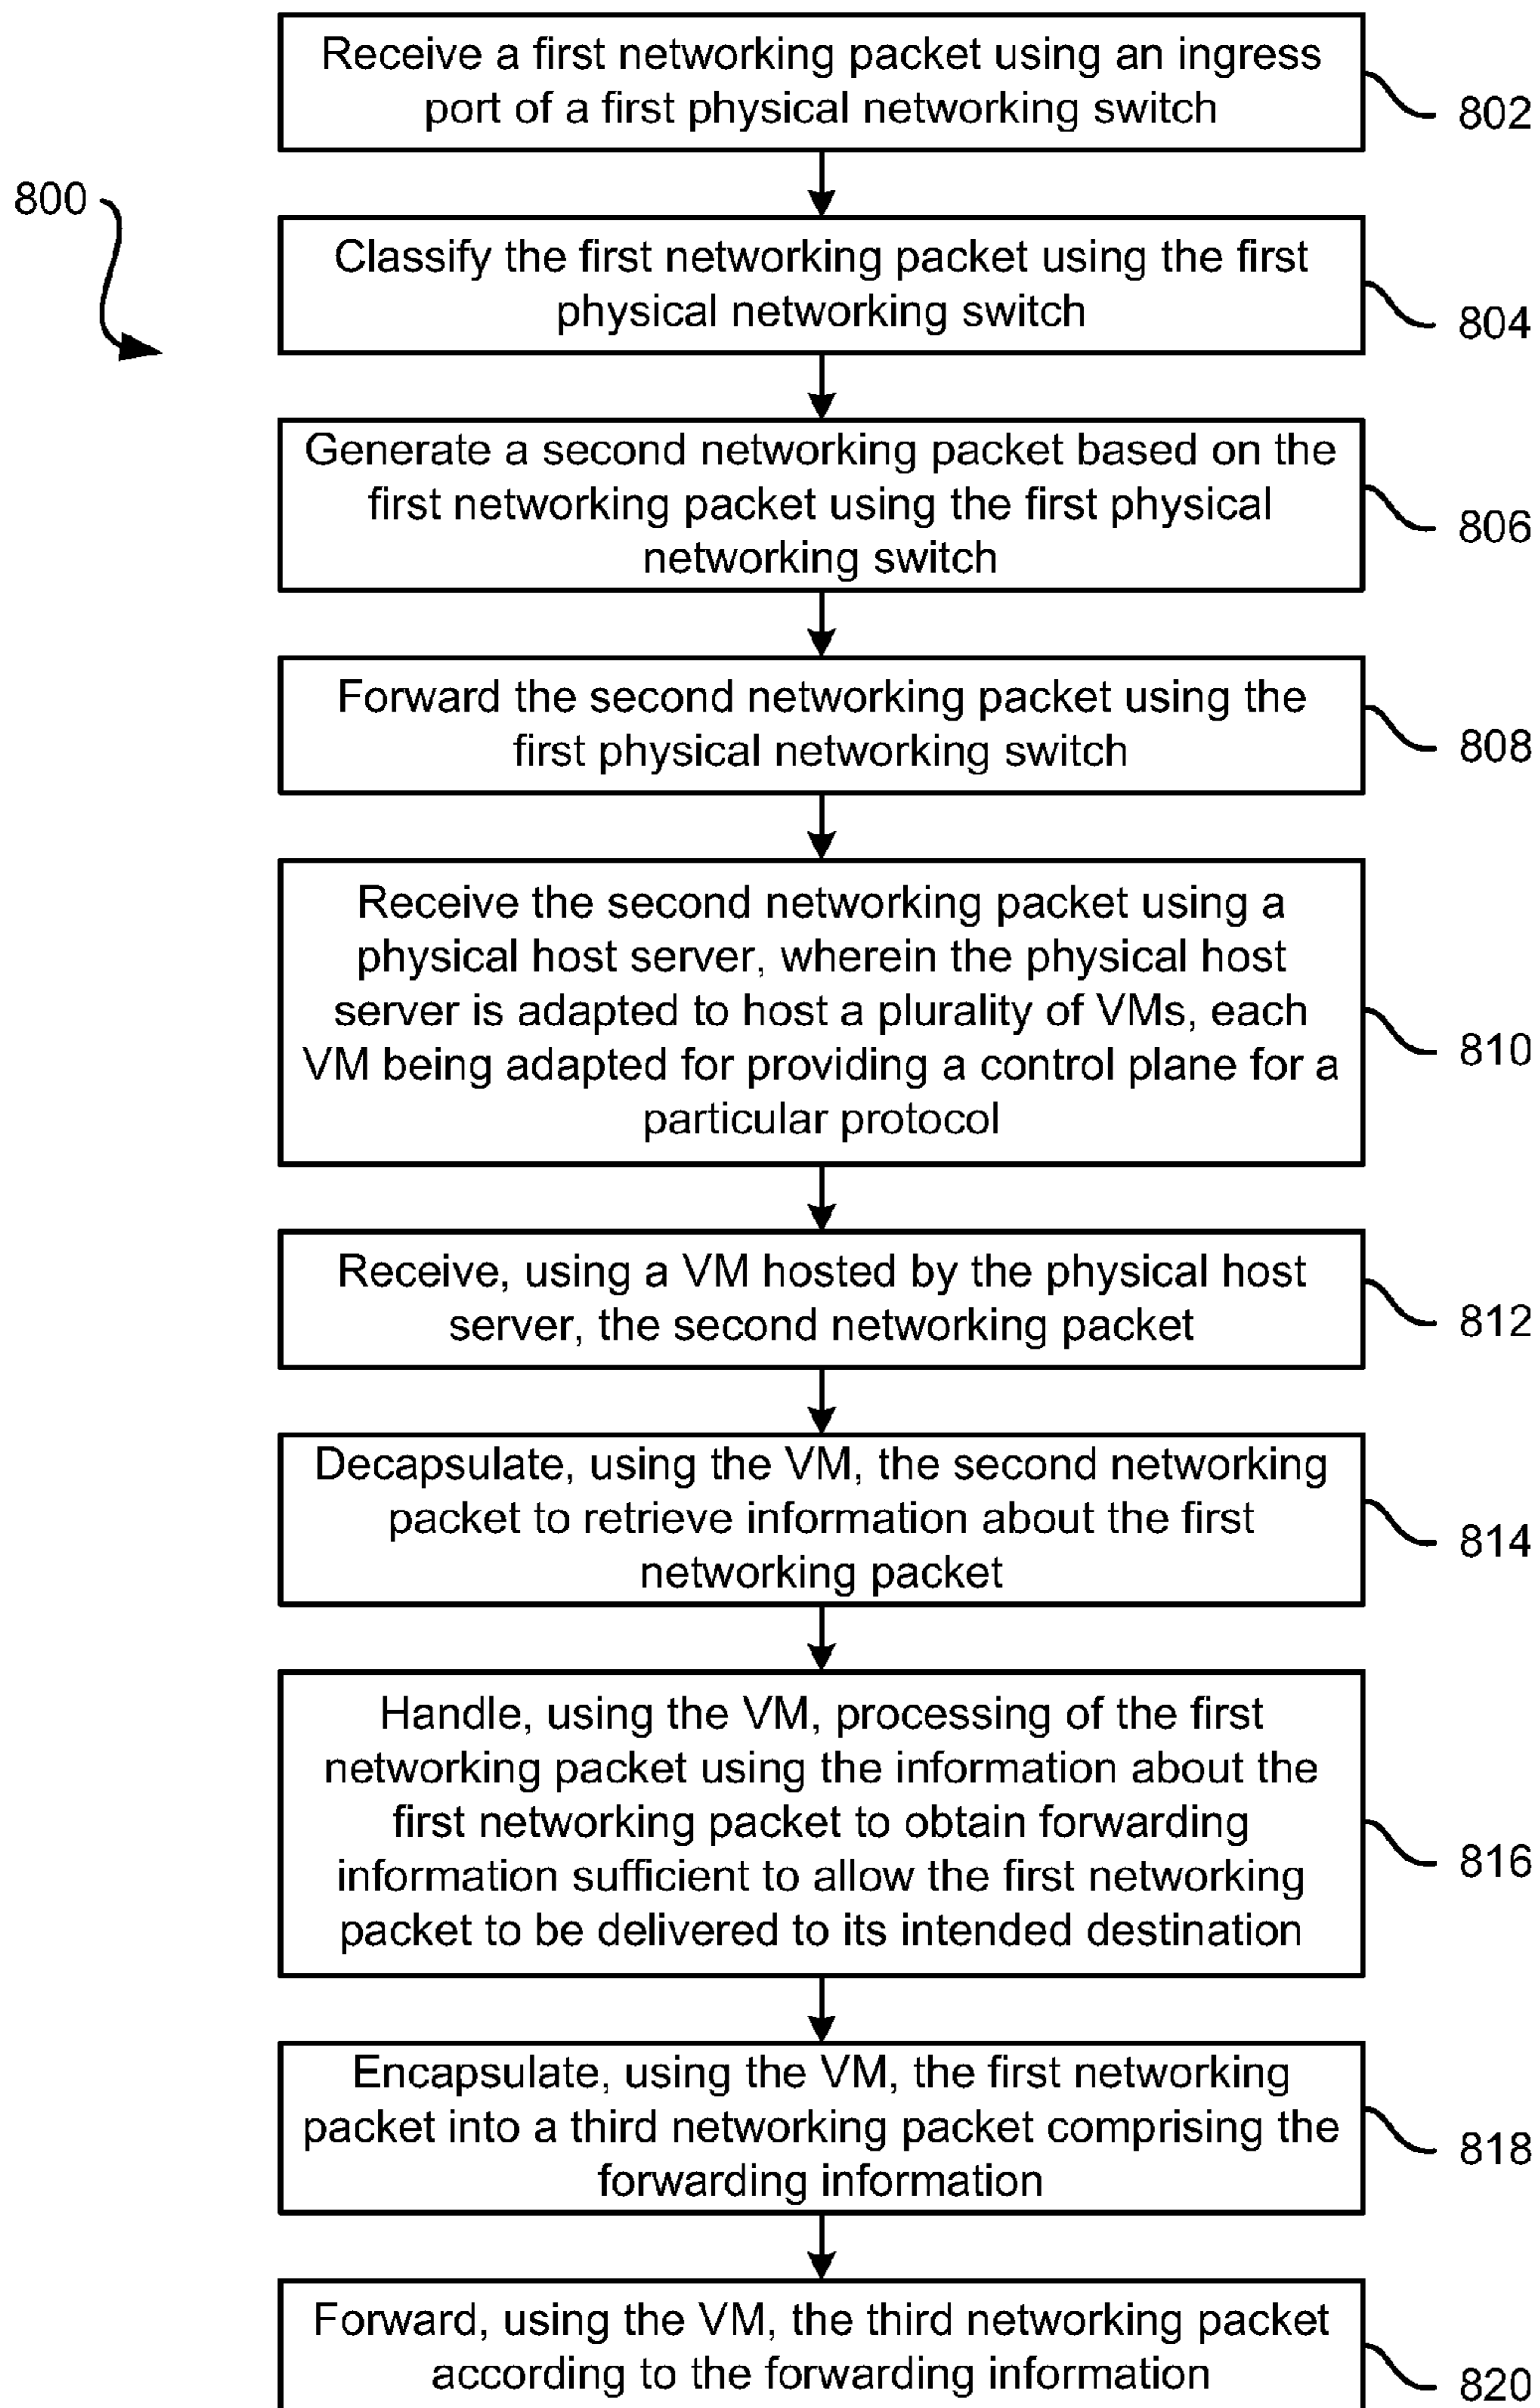 Receive a first networking packet using an ingress
port of a first physical networking switch
802
800
Classify the first networking packet using the first
physical networking switch
804
Generate a second networking packet based on the
first networking packet using the first physical
networking switch
806
Forward the second networking packet using the
first physical networking switch
808
Receive the second networking packet using a
physical host server, wherein the physical host
server is adapted to host a plurality of VMs, each
VM being adapted for providing a control plane for a
particular protocol
810
Receive, using a VM hosted by the physical host
server, the second networking packet
812
Decapsulate, using the VM, the second networking
packet to retrieve information about the first
networking packet
814
Handle, using the VM, processing of the first
networking packet using the information about the
first networking packet to obtain forwarding
information sufficient to allow the first networking
packet to be delivered to its intended destination
816
Encapsulate, using the VM, the first networking
packet into a third networking packet comprising the
forwarding information
818
Forward, using the VM, the third networking packet
according to the forwarding information
820